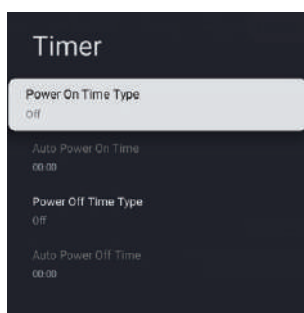 Timer
Power On Time Type
Off
Auto Power On Time
00:00
Power Off Time Type
Off
Auto Power Off Time
00:00